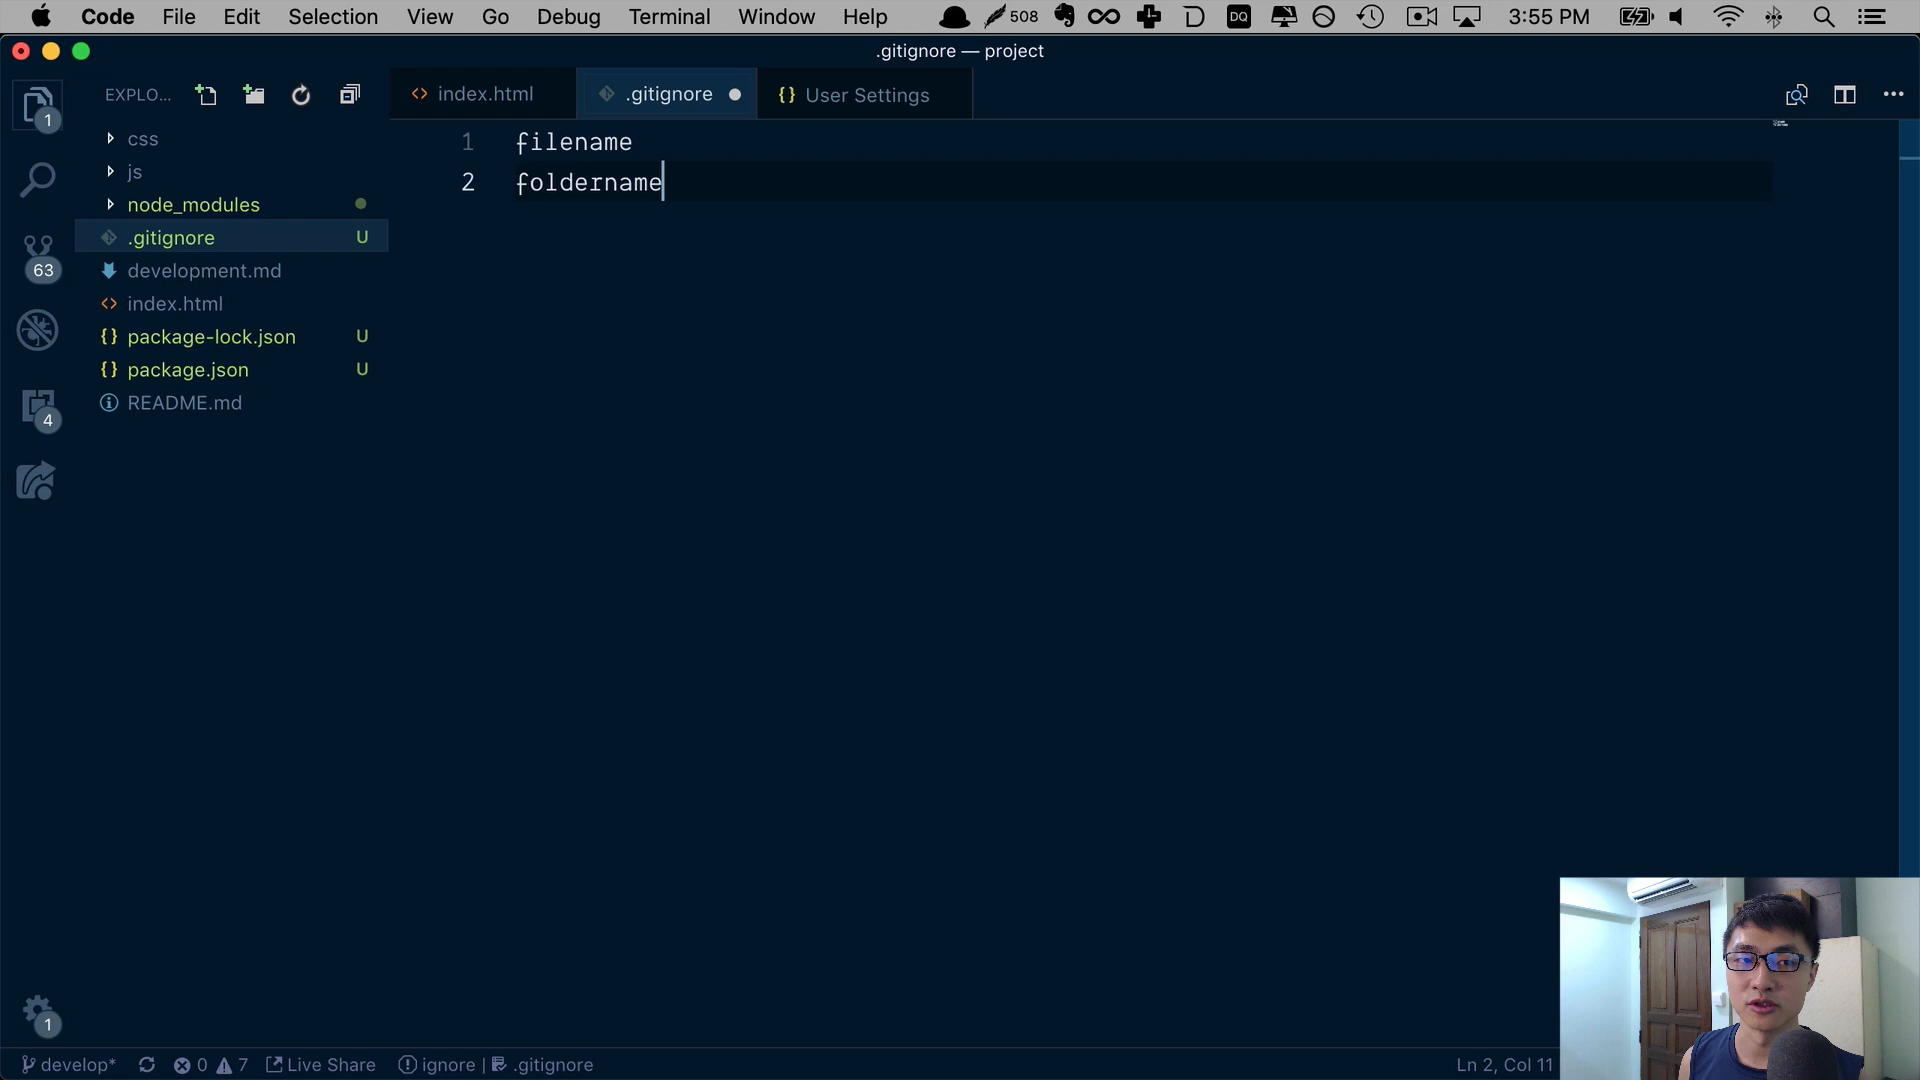 Code File Edit Selection View Go Debug Terminal Window Help 508 DQ 3:55 PM
.gitignore — project
EXPLO...
index.html .gitignore User Settings
1
css
js
node_modules
.gitignore U
development.md
index.html
package-lock.json U
package.json U
README.md
63
4
1
1 filename
2 foldername
develop* 0 7 Live Share ignore | .gitignore Ln 2, Col 11